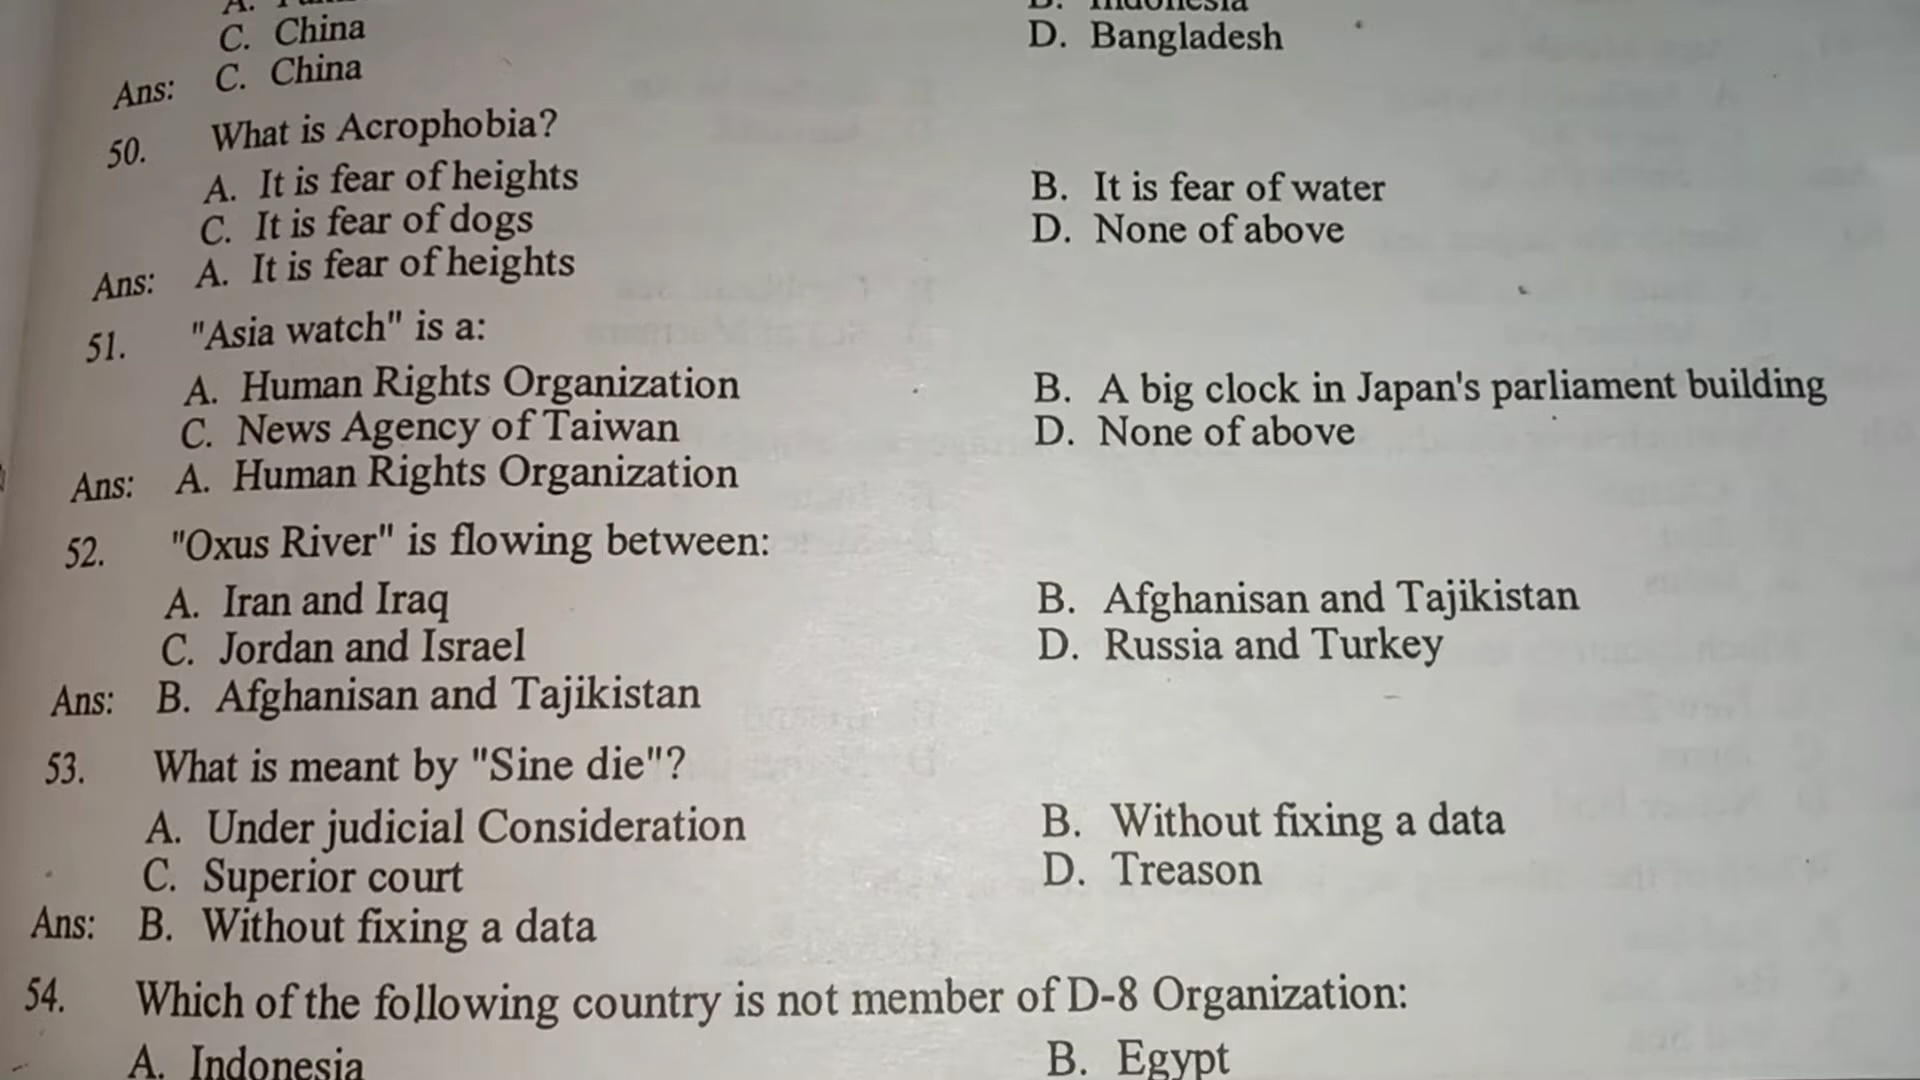 C. China D. Bangladesh
Ans: C. China
50. What is Acrophobia?
A. It is fear of heights B. It is fear of water
C. It is fear of dogs D. None of above
Ans: A. It is fear of heights
51. "Asia watch" is a:
A. Human Rights Organization B. A big clock in Japan's parliament building
C. News Agency of Taiwan D. None of above
Ans: A. Human Rights Organization
52. "Oxus River" is flowing between:
A. Iran and Iraq B. Afghanisan and Tajikistan
C. Jordan and Israel D. Russia and Turkey
Ans: B. Afghanisan and Tajikistan
53. What is meant by "Sine die"?
A. Under judicial Consideration B. Without fixing a data
C. Superior court D. Treason
Ans: B. Without fixing a data
54. Which of the following country is not member of D-8 Organization:
A. Indonesia B. Egypt